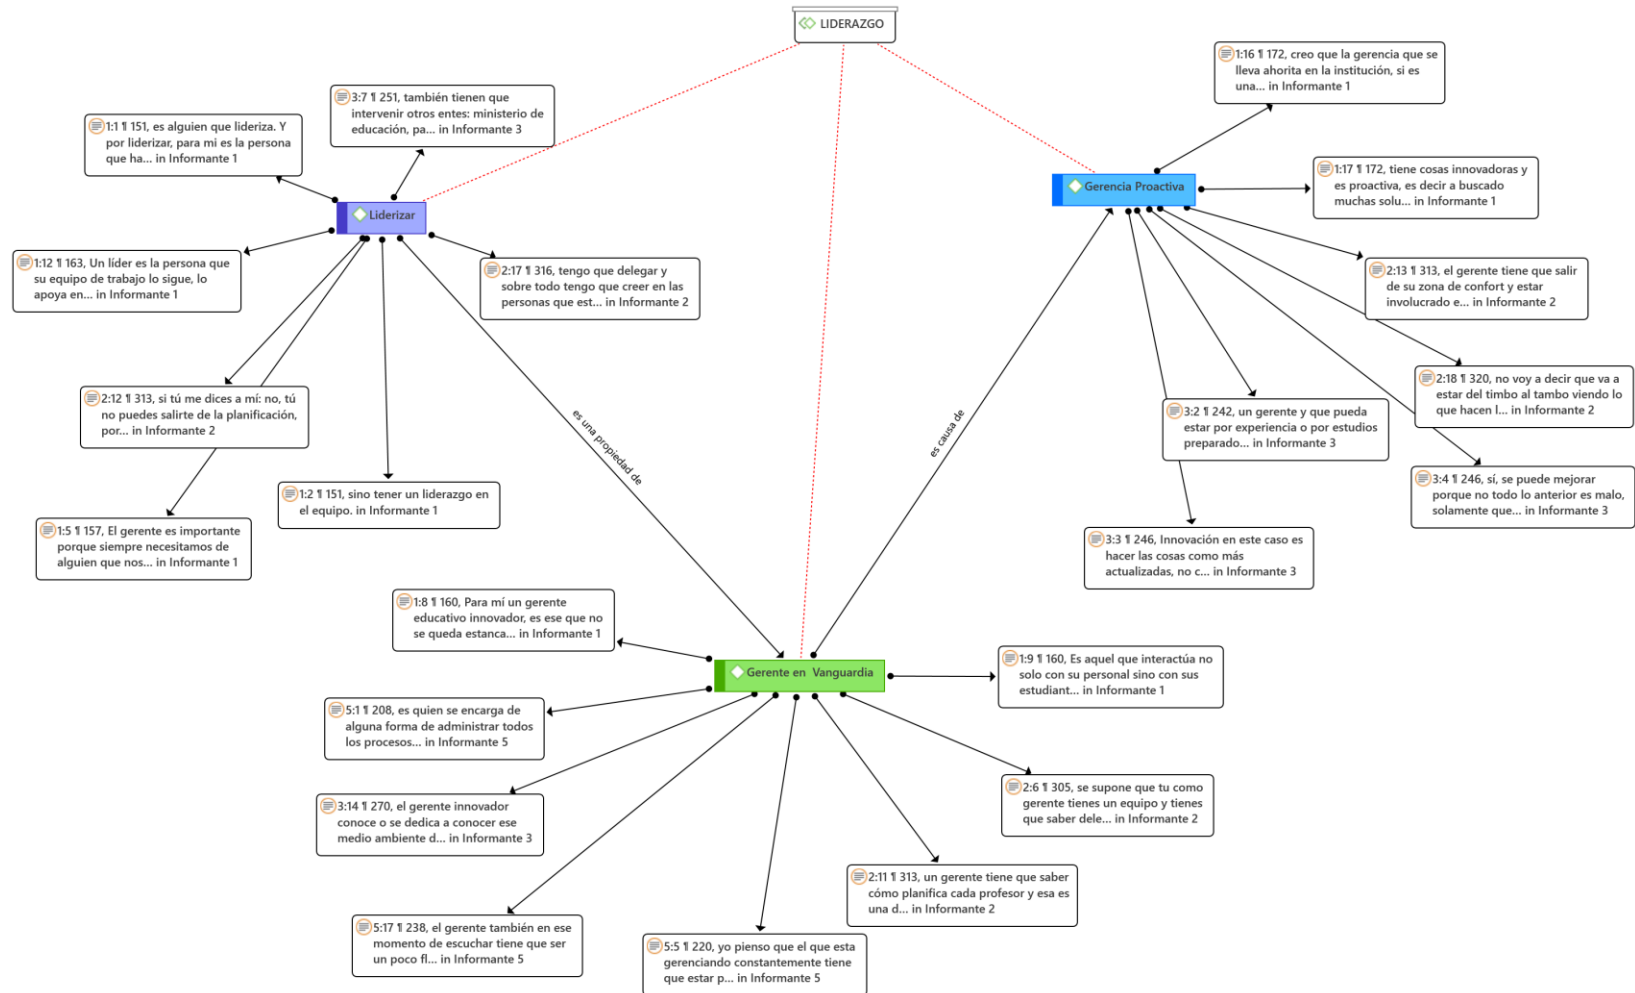 LIDERAZGO
1:16 ¶ 172, creo que la gerencia que se
lleva ahorita en la institución, si es
una... in Informante 1
3:7 ¶ 251, también tienen que
intervenir otros entes: ministerio de
educación, pa... in Informante 3
1:1 ¶ 151, es alguien que lideriza. Y
por liderizar, para mi es la persona
que ha... in Informante 1
1:17 ¶ 172, tiene cosas innovadoras y
es proactiva, es decir a buscado
muchas solu... in Informante 1
Gerencia Proactiva
Liderizar
1:12 ¶ 163, Un líder es la persona que
su equipo de trabajo lo sigue, lo
apoya en... in Informante 1
2:17 ¶ 316, tengo que delegar y
sobre todo tengo que creer en las
personas que est... in Informante 2
2:13 ¶ 313, el gerente tiene que salir
de su zona de confort y estar
involucrado e... in Informante 2
2:12 ¶ 313, si tú me dices a mí: no, tú
no puedes salirte de la planificación,
por... in Informante 2
es una propiedad de
es causa de
2:18 ¶ 320, no voy a decir que va a
estar del timbo al tambo viendo lo
que hacen l... in Informante 2
3:2 ¶ 242, un gerente y que pueda
estar por experiencia o por estudios
preparado... in Informante 3
1:2 ¶ 151, sino tener un liderazgo en
el equipo. in Informante 1
3:4 ¶ 246, sí, se puede mejorar
porque no todo lo anterior es malo,
solamente que... in Informante 3
1:5 ¶ 157, El gerente es importante
porque siempre necesitamos de
alguien que nos... in Informante 1
3:3 ¶ 246, Innovación en este caso es
hacer las cosas como más
actualizadas, no c... in Informante 3
1:8 ¶ 160, Para mí un gerente
educativo innovador, es ese que no
se queda estanca... in Informante 1
Gerente en Vanguardia
1:9 ¶ 160, Es aquel que interactúa no
solo con su personal sino con sus
estudiant... in Informante 1
5:1 ¶ 208, es quien se encarga de
alguna forma de administrar todos
los procesos... in Informante 5
2:6 ¶ 305, se supone que tu como
gerente tienes un equipo y tienes
que saber dele... in Informante 2
3:14 ¶ 270, el gerente innovador
conoce o se dedica a conocer ese
medio ambiente d... in Informante 3
2:11 ¶ 313, un gerente tiene que saber
cómo planifica cada profesor y esa es
una d... in Informante 2
5:17 ¶ 238, el gerente también en ese
momento de escuchar tiene que ser
un poco fl... in Informante 5
5:5 ¶ 220, yo pienso que el que esta
gerenciando constantemente tiene
que estar p... in Informante 5